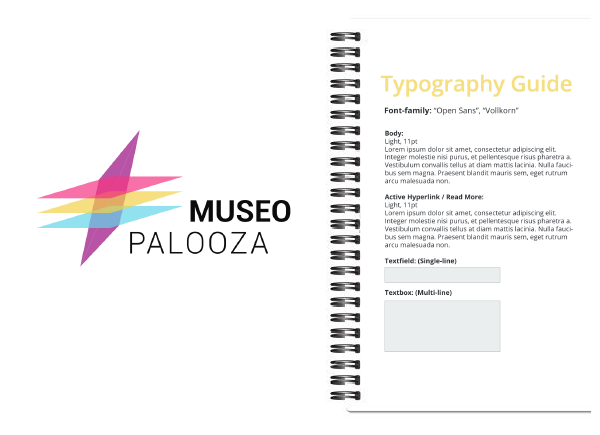 MUSEO
PALOOZA
Typography Guide
Font-family: “Open Sans”, “Vollkorn”
Body:
Light, 11pt
Lorem ipsum dolor sit amet, consectetur adipiscing elit.
Integer molestie nisi purus, et pellentesque risus pharetra a.
Vestibulum convallis tellus at diam mattis lacinia. Nulla fauci-
bus sem magna. Praesent blandit mauris sem, eget rutrum
arcu malesuada non.
Active Hyperlink / Read More:
Light, 11pt
Lorem ipsum dolor sit amet, consectetur adipiscing elit.
Integer molestie nisi purus, et pellentesque risus pharetra a.
Vestibulum convallis tellus at diam mattis lacinia. Nulla fauci-
bus sem magna. Praesent blandit mauris sem, eget rutrum
arcu malesuada non.
Textfield: (Single-line)
Textbox: (Multi-line)